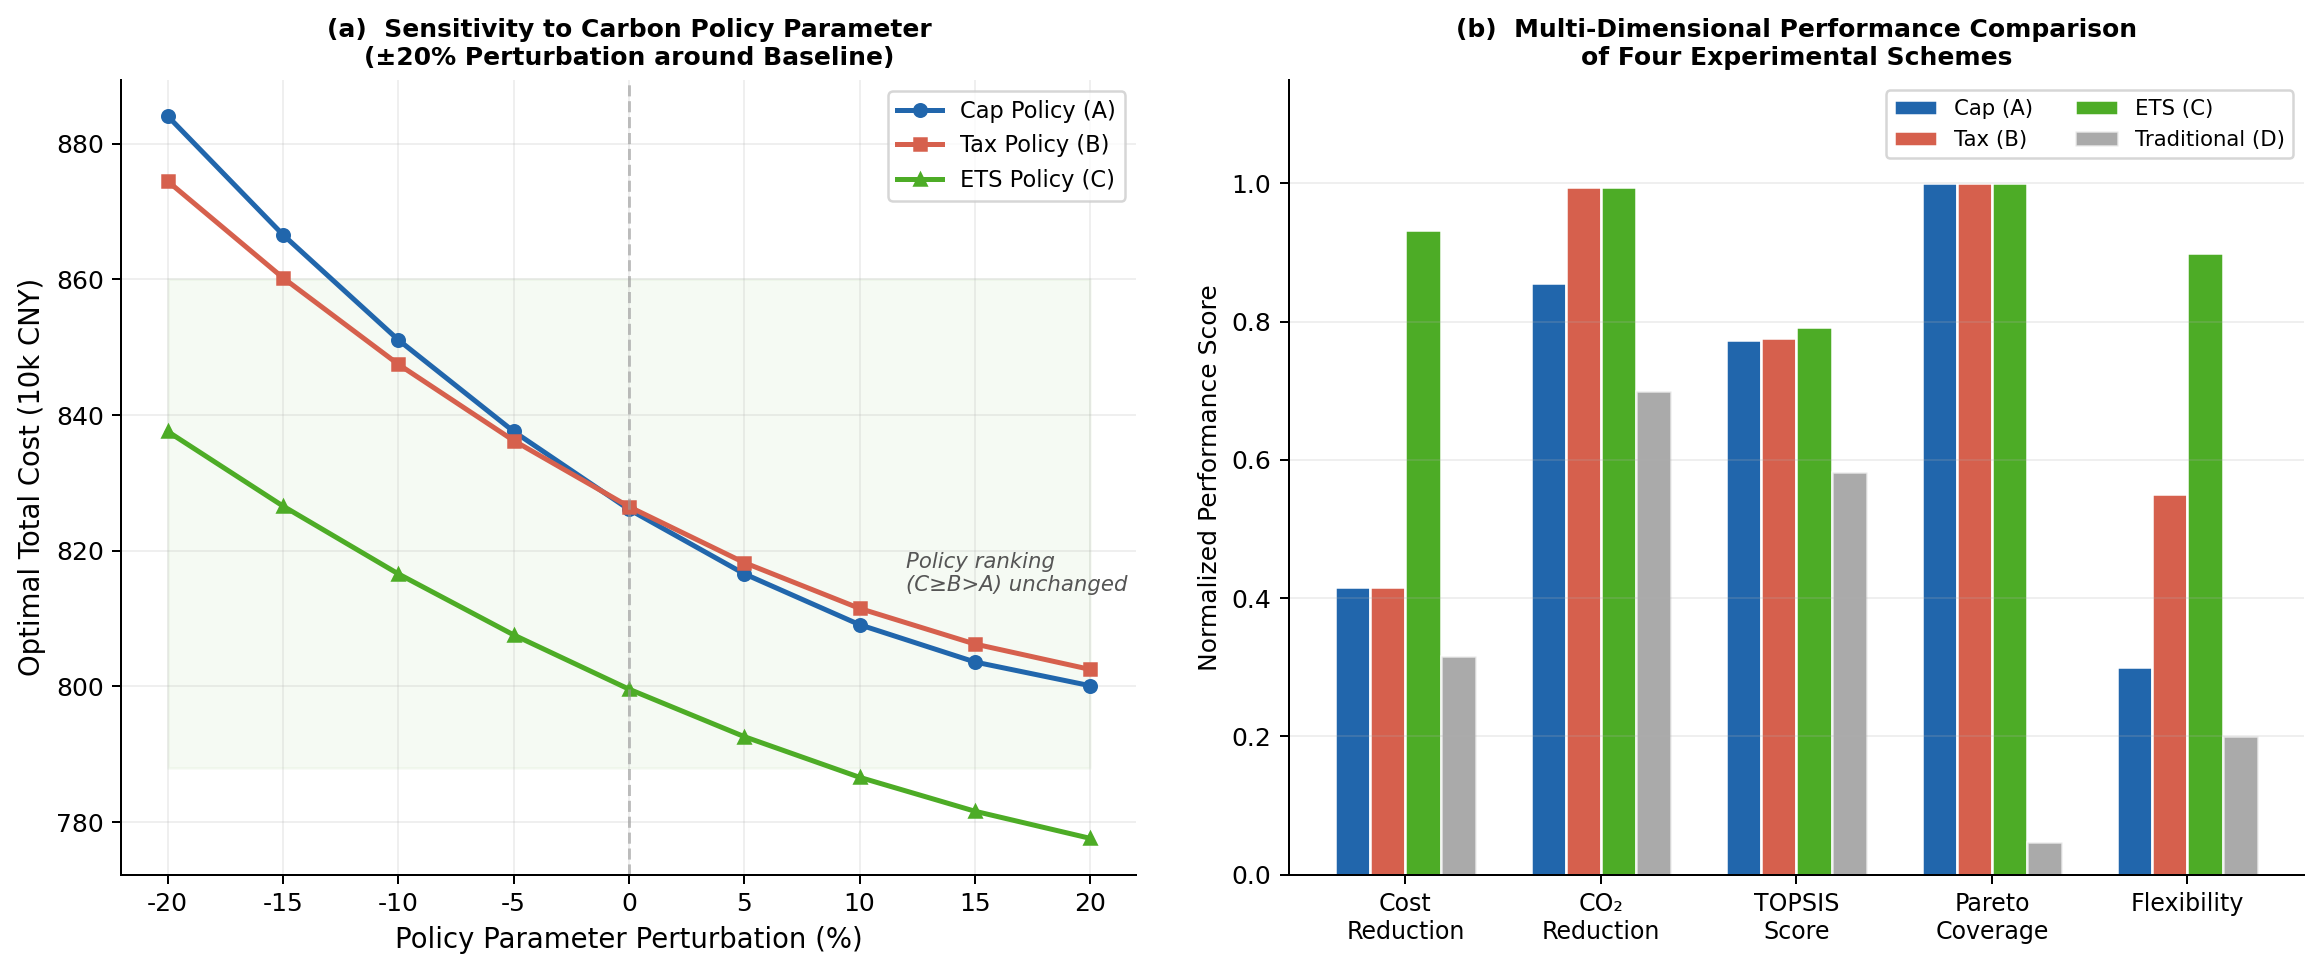 (a)  Sensitivity to Carbon Policy Parameter
(±20% Perturbation around Baseline)
Optimal Total Cost (10k CNY)
880
860
840
820
800
780
-20
-15
-10
-5
0
5
10
15
20
Policy Parameter Perturbation (%)
Cap Policy (A)
Tax Policy (B)
ETS Policy (C)
Policy ranking
(C≥B>A) unchanged
(b)  Multi-Dimensional Performance Comparison
of Four Experimental Schemes
Normalized Performance Score
1.0
0.8
0.6
0.4
0.2
0.0
Cap (A)
Tax (B)
ETS (C)
Traditional (D)
Cost
Reduction
CO₂
Reduction
TOPSIS
Score
Pareto
Coverage
Flexibility